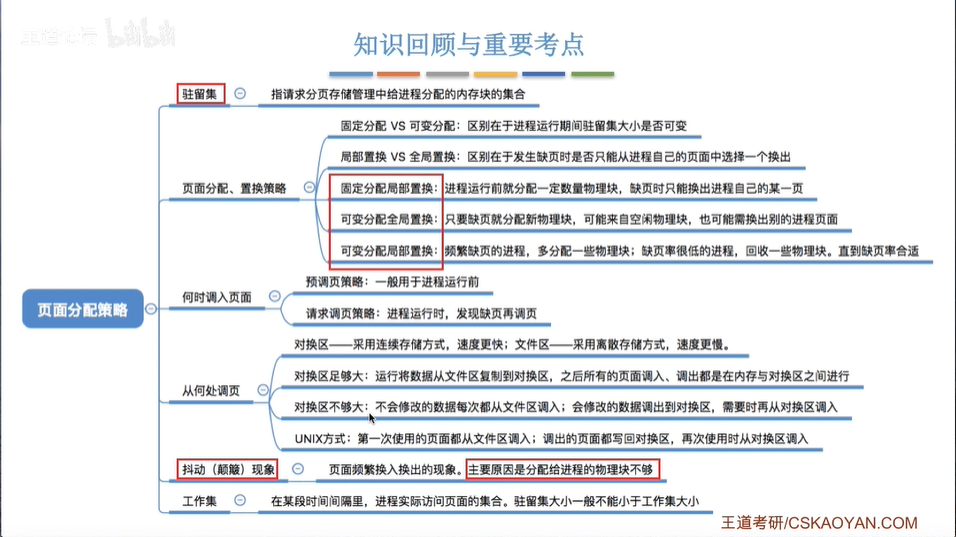 知识回顾与重要考点
驻留集
指请求分页存储管理中给进程分配的内存块的集合
页面分配策略
页面分配、置换策略
固定分配 VS 可变分配：区别在于进程运行期间驻留集大小是否可变
局部置换 VS 全局置换：区别在于发生缺页时是否只能从进程自己的页面中选择一个换出
固定分配局部置换：进程运行前就分配一定数量物理块，缺页时只能换出进程自己的某一页
可变分配全局置换：只要缺页就分配新物理块，可能来自空闲物理块，也可能需换出别的进程页面
可变分配局部置换：频繁缺页的进程，多分配一些物理块；缺页率很低的进程，回收一些物理块。直到缺页率合适
何时调入页面
预调页策略：一般用于进程运行前
请求调页策略：进程运行时，发现缺页再调页
从何处调页
对换区——采用连续存储方式，速度更快；文件区——采用离散存储方式，速度更慢。
对换区足够大：运行将数据从文件区复制到对换区，之后所有的页面调入、调出都是在内存与对换区之间进行
对换区不够大：不会修改的数据每次都从文件区调入；会修改的数据调出到对换区，需要时再从对换区调入
UNIX方式：第一次使用的页面都从文件区调入；调出的页面都写回对换区，再次使用时从对换区调入
抖动（颠簸）现象
页面频繁换入换出的现象。主要原因是分配给进程的物理块不够
工作集
在某段时间间隔里，进程实际访问页面的集合。驻留集大小一般不能小于工作集大小
王道考研/CSKAOYAN.COM